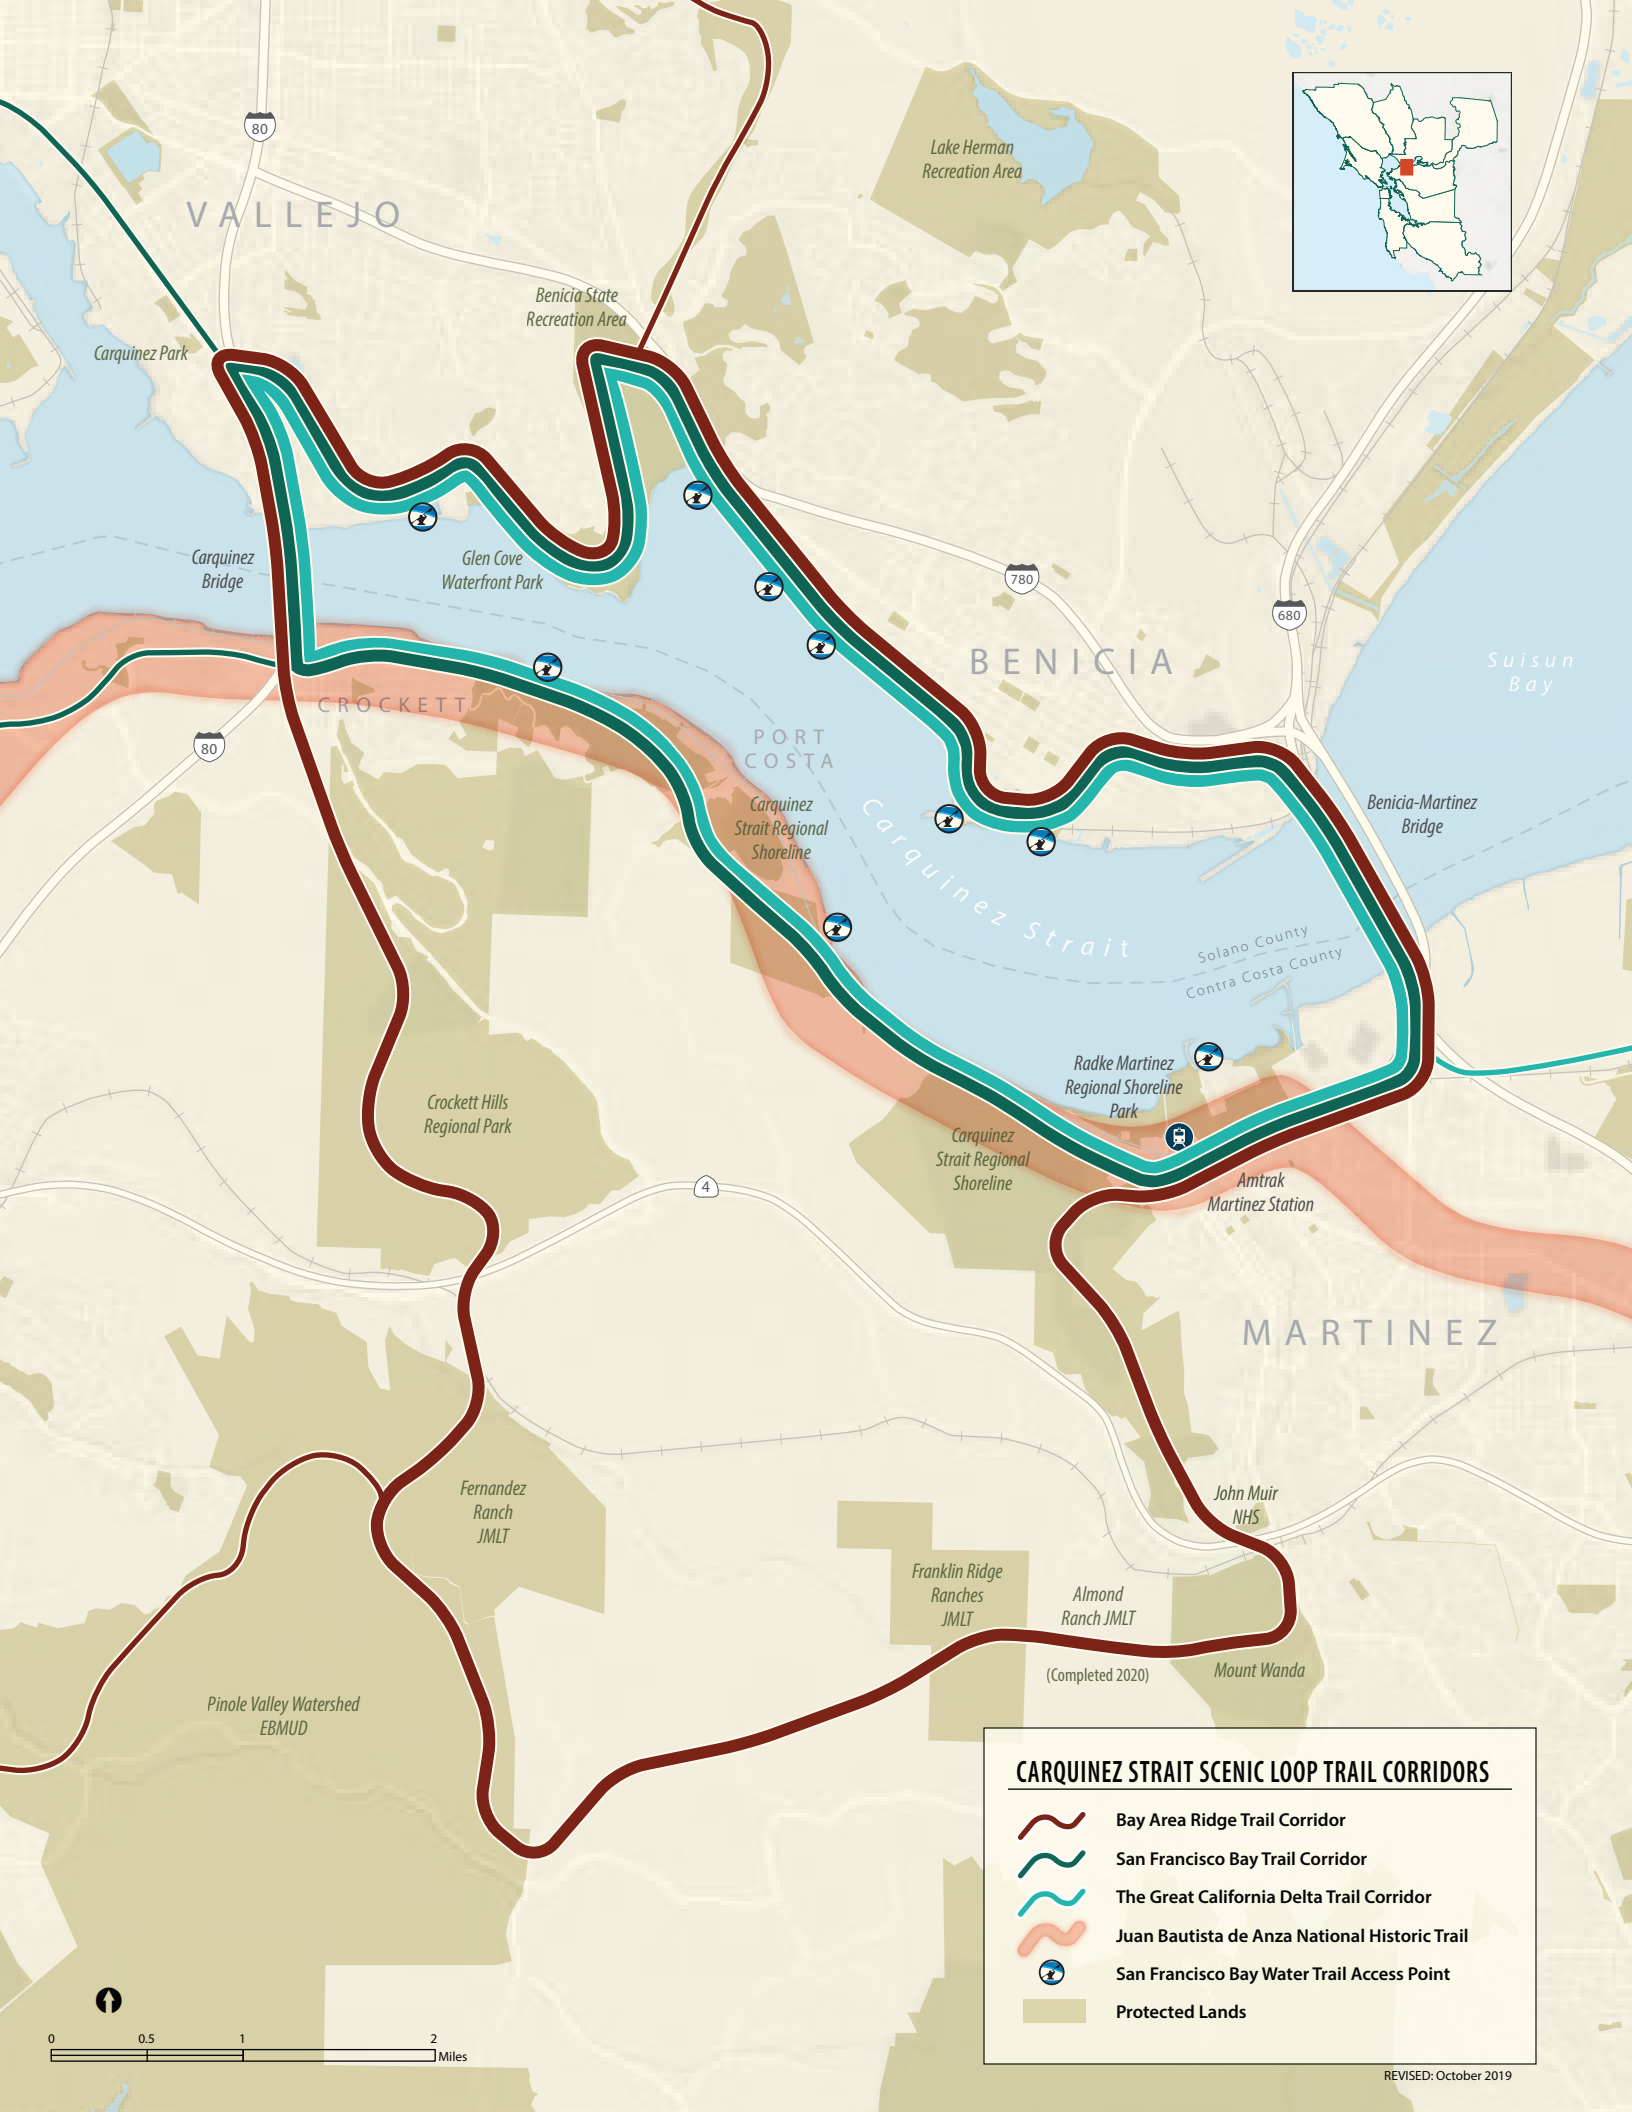 80
VALLEJO
Lake Herman
Recreation Area
Benicia State
Recreation Area
Carquinez Park
Carquinez
Bridge
Glen Cove
Waterfront Park
780
680
BENICIA
Suisun
Bay
CROCKETT
80
PORT
COSTA
Carquinez
Strait Regional
Shoreline
Carquinez Strait
Benicia-Martinez
Bridge
Solano County
Contra Costa County
Radke Martinez
Regional Shoreline
Park
Crockett Hills
Regional Park
Carquinez
Strait Regional
Shoreline
4
Amtrak
Martinez Station
MARTINEZ
Fernandez
Ranch
JMLT
John Muir
NHS
Franklin Ridge
Ranches
JMLT
Almond
Ranch JMLT
(Completed 2020)
Mount Wanda
Pinole Valley Watershed
EBMUD
CARQUINEZ STRAIT SCENIC LOOP TRAIL CORRIDORS
Bay Area Ridge Trail Corridor
San Francisco Bay Trail Corridor
The Great California Delta Trail Corridor
Juan Bautista de Anza National Historic Trail
San Francisco Bay Water Trail Access Point
Protected Lands
0 0.5 1 2
Miles
REVISED: October 2019